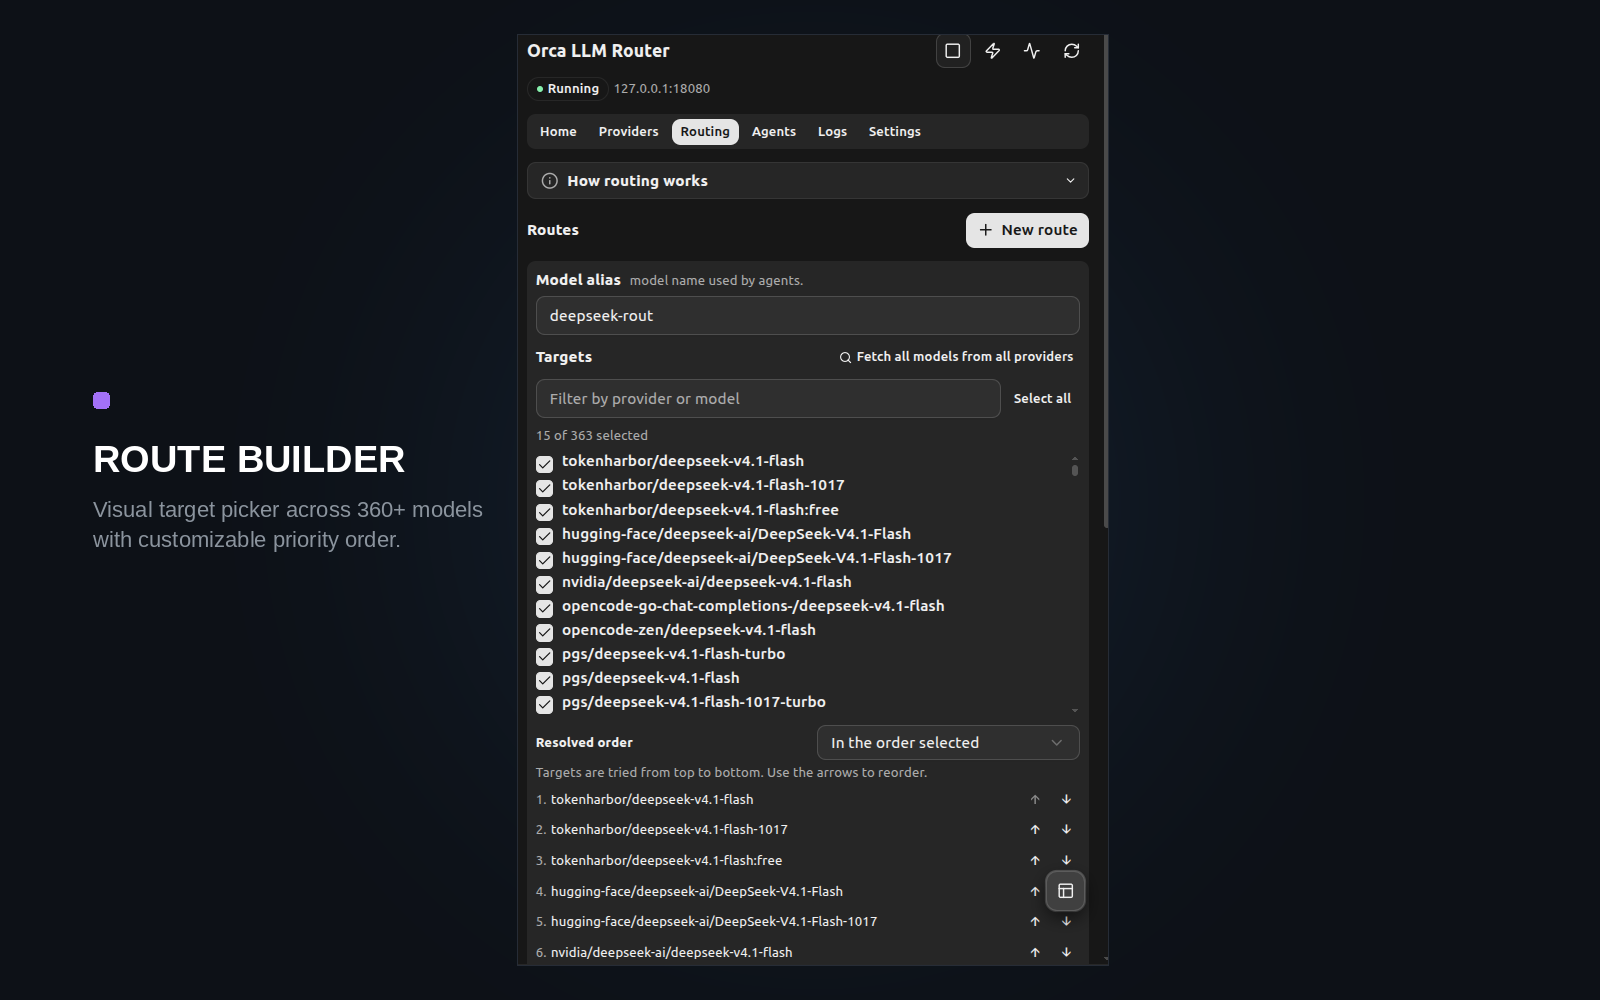 ROUTE BUILDER
Visual target picker across 360+ models
with customizable priority order.
Orca LLM Router
Running 127.0.0.1:18080
Home Providers Routing Agents Logs Settings
How routing works
Routes
New route
Model alias model name used by agents.
deepseek-rout
Targets
Fetch all models from all providers
Filter by provider or model
Select all
15 of 363 selected
tokenharbor/deepseek-v4.1-flash
tokenharbor/deepseek-v4.1-flash-1017
tokenharbor/deepseek-v4.1-flash:free
hugging-face/deepseek-ai/DeepSeek-V4.1-Flash
hugging-face/deepseek-ai/DeepSeek-V4.1-Flash-1017
nvidia/deepseek-ai/deepseek-v4.1-flash
opencode-go-chat-completions-/deepseek-v4.1-flash
opencode-zen/deepseek-v4.1-flash
pgs/deepseek-v4.1-flash-turbo
pgs/deepseek-v4.1-flash
pgs/deepseek-v4.1-flash-1017-turbo
Resolved order
In the order selected
Targets are tried from top to bottom. Use the arrows to reorder.
1. tokenharbor/deepseek-v4.1-flash
2. tokenharbor/deepseek-v4.1-flash-1017
3. tokenharbor/deepseek-v4.1-flash:free
4. hugging-face/deepseek-ai/DeepSeek-V4.1-Flash
5. hugging-face/deepseek-ai/DeepSeek-V4.1-Flash-1017
6. nvidia/deepseek-ai/deepseek-v4.1-flash